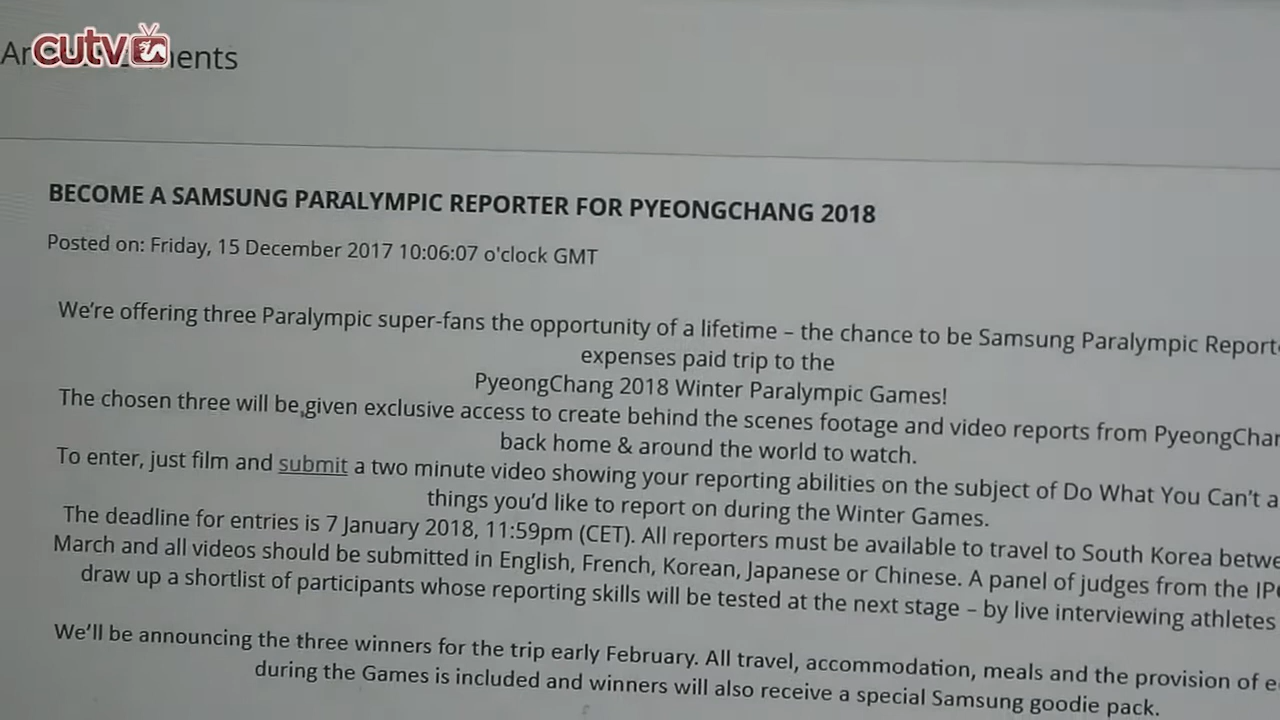 cutv
ents
BECOME A SAMSUNG PARALYMPIC REPORTER FOR PYEONGCHANG 2018
Posted on: Friday, 15 December 2017 10:06:07 o'clock GMT
We're offering three Paralympic super-fans the opportunity of a lifetime – the chance to be Samsung Paralympic Report
expenses paid trip to the
PyeongChang 2018 Winter Paralympic Games!
The chosen three will be given exclusive access to create behind the scenes footage and video reports from PyeongChan
back home & around the world to watch.
To enter, just film and submit a two minute video showing your reporting abilities on the subject of Do What You Can't a
things you'd like to report on during the Winter Games.
The deadline for entries is 7 January 2018, 11:59pm (CET). All reporters must be available to travel to South Korea betwe
March and all videos should be submitted in English, French, Korean, Japanese or Chinese. A panel of judges from the IP
draw up a shortlist of participants whose reporting skills will be tested at the next stage – by live interviewing athletes
We'll be announcing the three winners for the trip early February. All travel, accommodation, meals and the provision of e
during the Games is included and winners will also receive a special Samsung goodie pack.